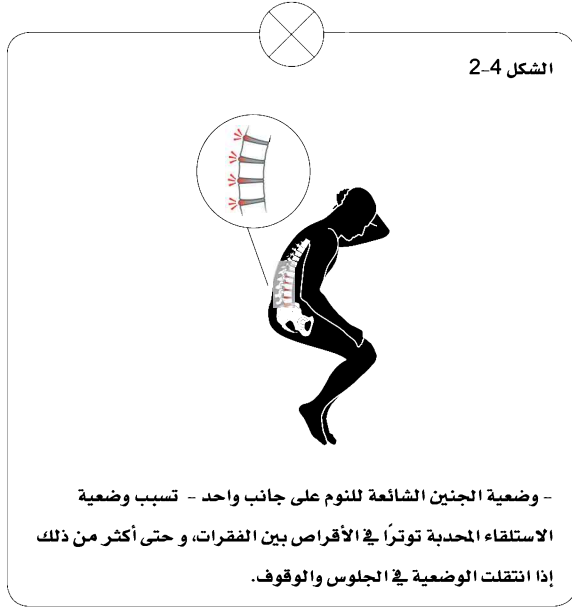 الشكل 4-2
- وضعية الجنين الشائعة للنوم على جانب واحد - تسبب وضعية
الاستلقاء المحدبة توترًا في الأقراص بين الفقرات، و حتى أكثر من ذلك
إذا انتقلت الوضعية في الجلوس والوقوف.